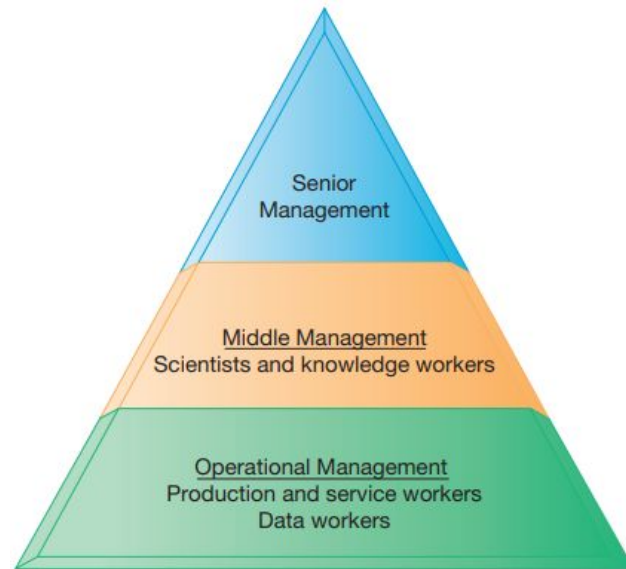 Senior
Management
Middle Management
Scientists and knowledge workers
Operational Management
Production and service workers
Data workers